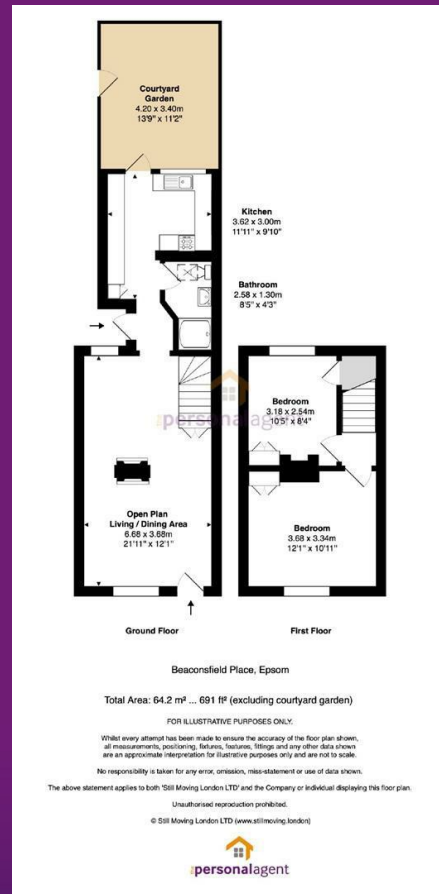 Courtyard
Garden
4.20 x 3.40m
13'9" x 11'2"
Kitchen
3.62 x 3.00m
11'11" x 9'10"
Bathroom
2.58 x 1.30m
8'5" x 4'3"
Bedroom
3.18 x 2.54m
10'5" x 8'4"
thepersonalagent
Open Plan
Living / Dining Area
6.68 x 3.68m
21'11" x 12'1"
Bedroom
3.68 x 3.34m
12'1" x 10'11"
Ground Floor
First Floor
Beaconsfield Place, Epsom
Total Area: 64.2 m² ... 691 ft² (excluding courtyard garden)
FOR ILLUSTRATIVE PURPOSES ONLY.
Whilst every attempt has been made to ensure the accuracy of the floor plan shown,
all measurements, positioning, fixtures, features, fittings and any other data shown
are an approximate interpretation for illustrative purposes only and are not to scale.
No responsibility is taken for any error, omission, miss-statement or use of data shown.
The above statement applies to both 'Still Moving London LTD' and the Company or individual displaying this floor plan.
Unauthorised reproduction prohibited.
© Still Moving London LTD (www.stillmoving.london)
thepersonalagent